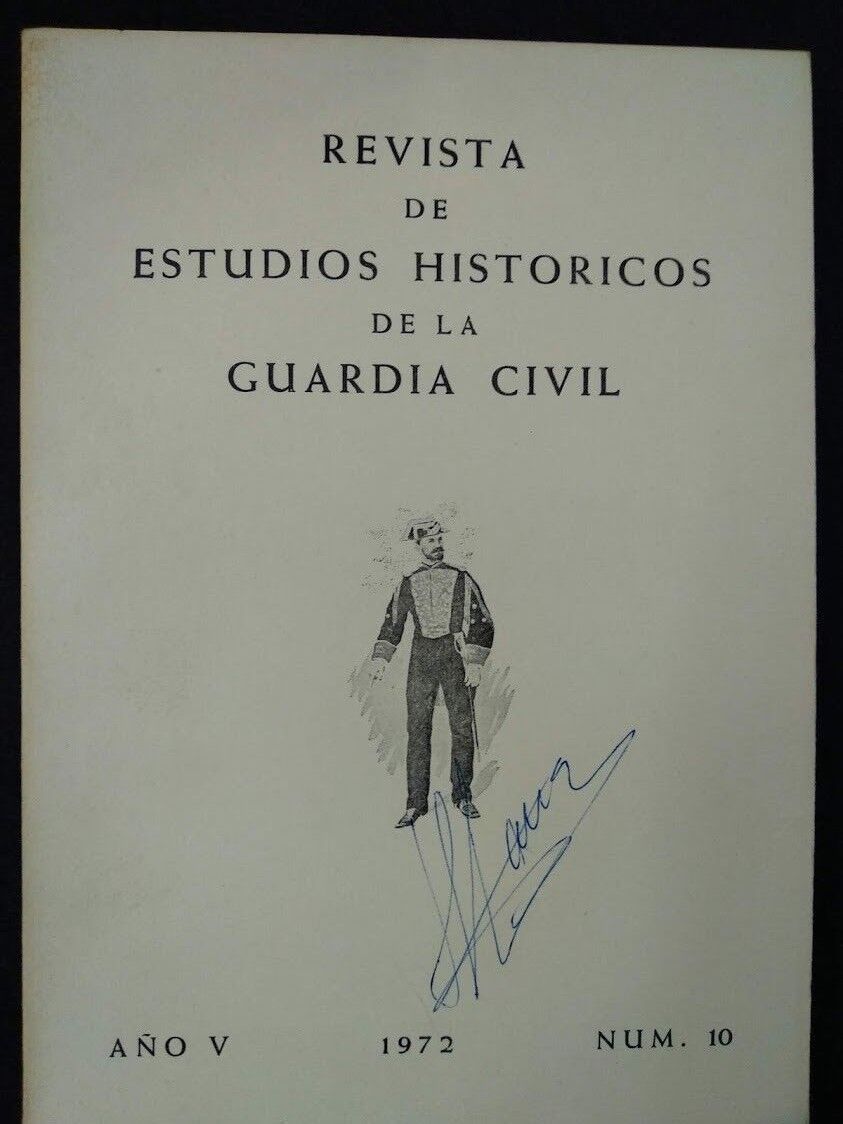 REVISTA
DE
ESTUDIOS HISTORICOS
DE LA
GUARDIA CIVIL
AÑO V 1972 NUM. 10